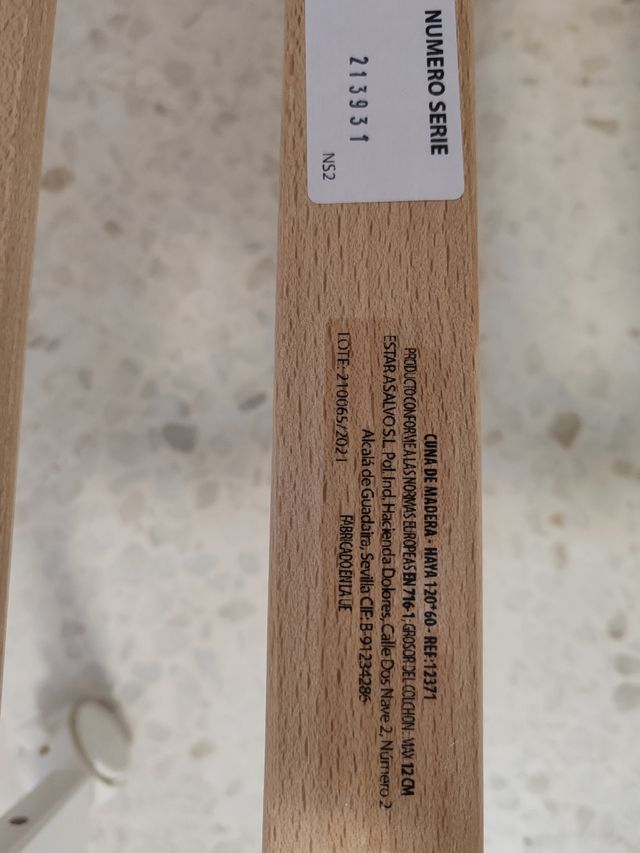 NUMERO SERIE
213931
NS2
CUNA DE MADERA - HAYA 120*60 - REF:12371
PRODUCTO CONFORME A LAS NORMAS EUROPEAS EN 716-1; GROSOR DEL COLCHON: MAX 12 CM
ESTAR ASALVO S.L. Pol. Ind. Hacienda Dolores, Calle Dos Nave 2, Número 2
Alcalá de Guadaira, Sevilla CIF: B-91234286
LOTE: 210065/2021 FABRICADO EN LA UE